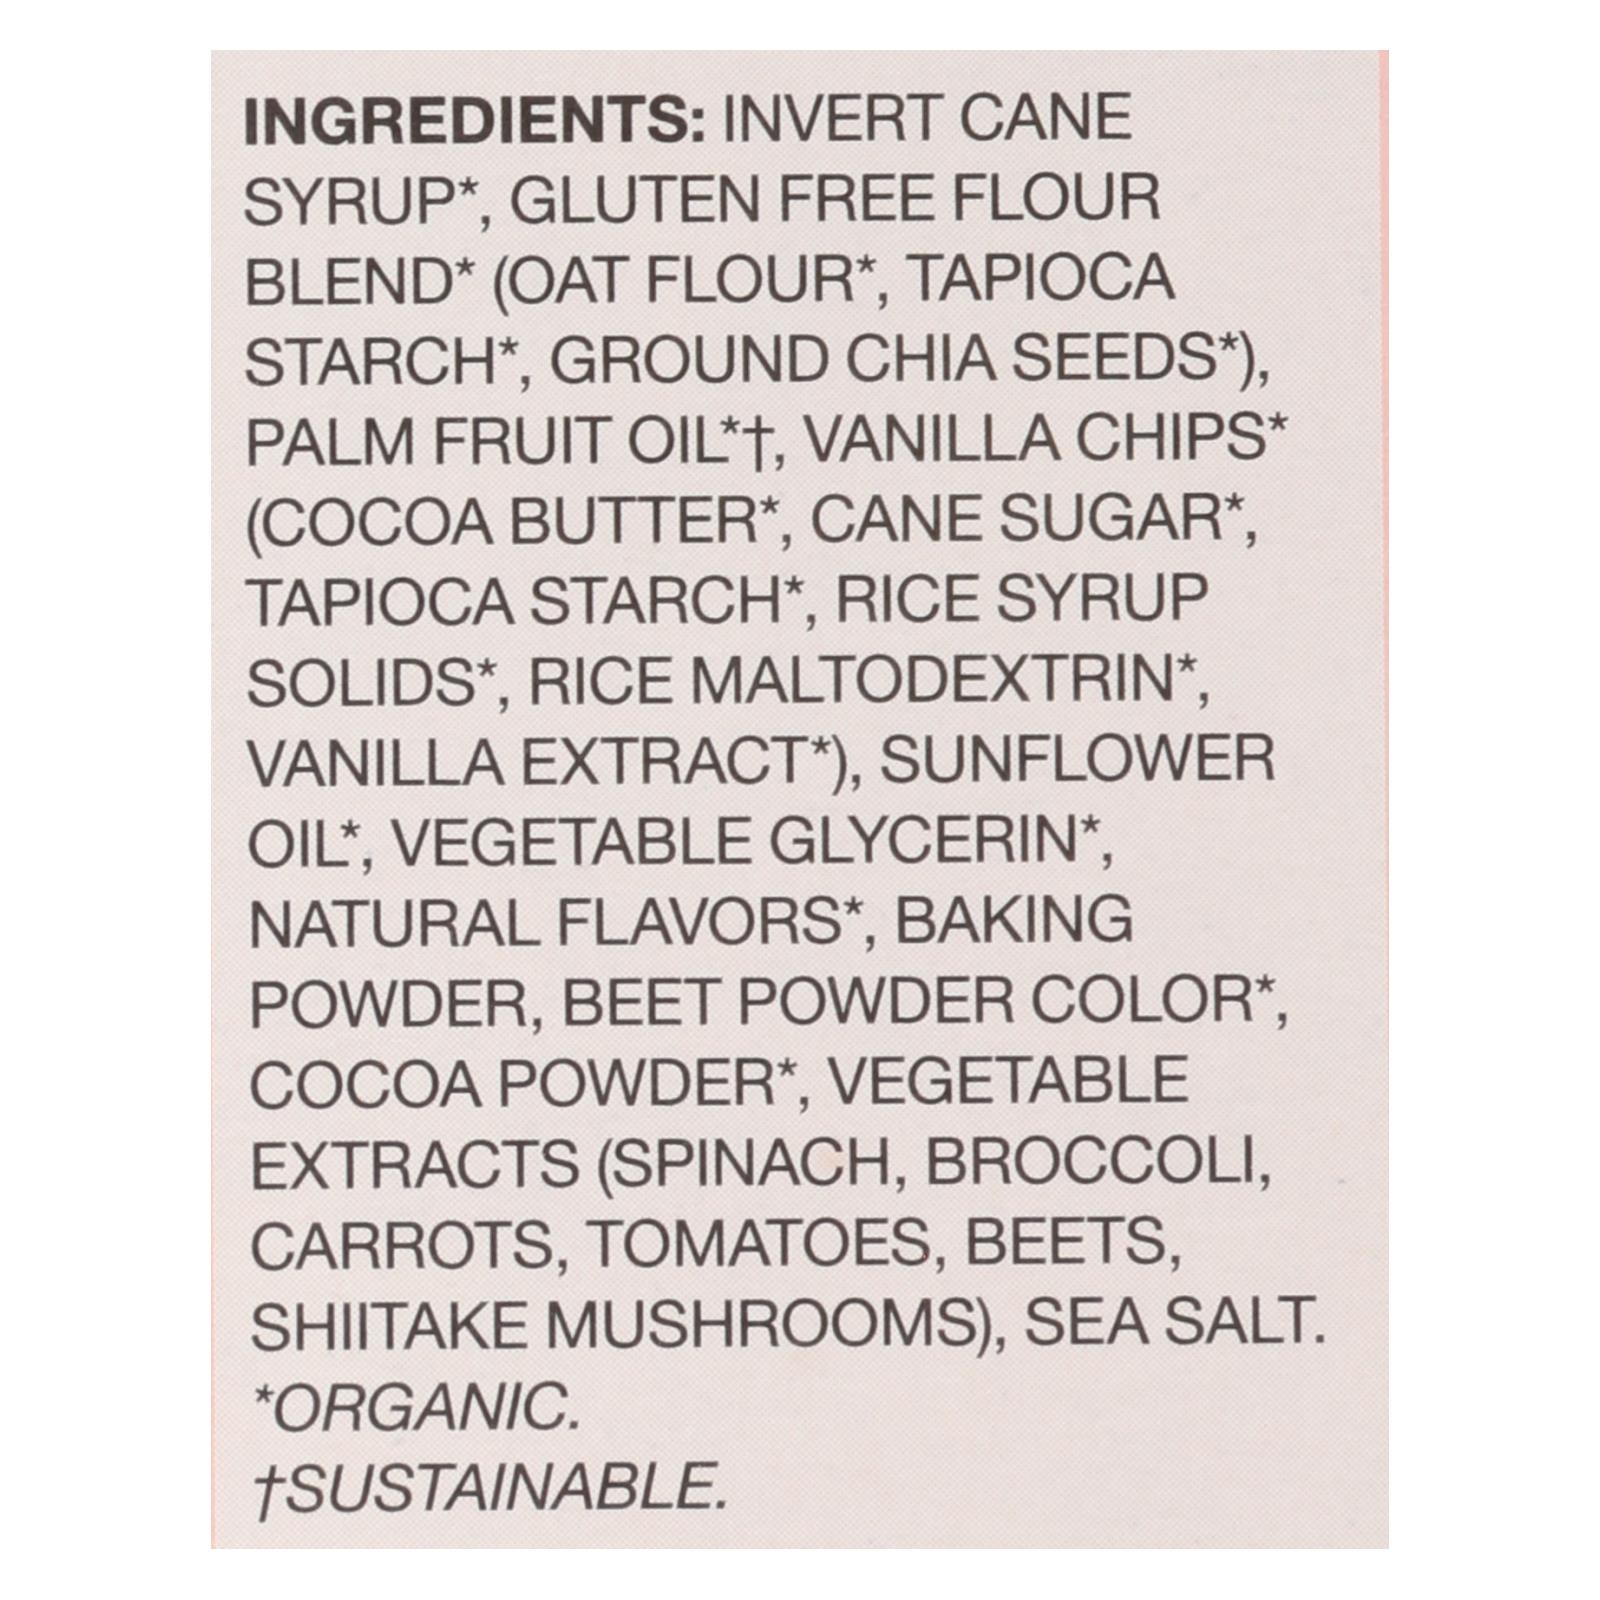 INGREDIENTS: INVERT CANE
SYRUP*, GLUTEN FREE FLOUR
BLEND* (OAT FLOUR*, TAPIOCA
STARCH*, GROUND CHIA SEEDS*),
PALM FRUIT OIL*†, VANILLA CHIPS*
(COCOA BUTTER*, CANE SUGAR*,
TAPIOCA STARCH*, RICE SYRUP
SOLIDS*, RICE MALTODEXTRIN*,
VANILLA EXTRACT*), SUNFLOWER
OIL*, VEGETABLE GLYCERIN*,
NATURAL FLAVORS*, BAKING
POWDER, BEET POWDER COLOR*,
COCOA POWDER*, VEGETABLE
EXTRACTS (SPINACH, BROCCOLI,
CARROTS, TOMATOES, BEETS,
SHIITAKE MUSHROOMS), SEA SALT.
*ORGANIC.
†SUSTAINABLE.